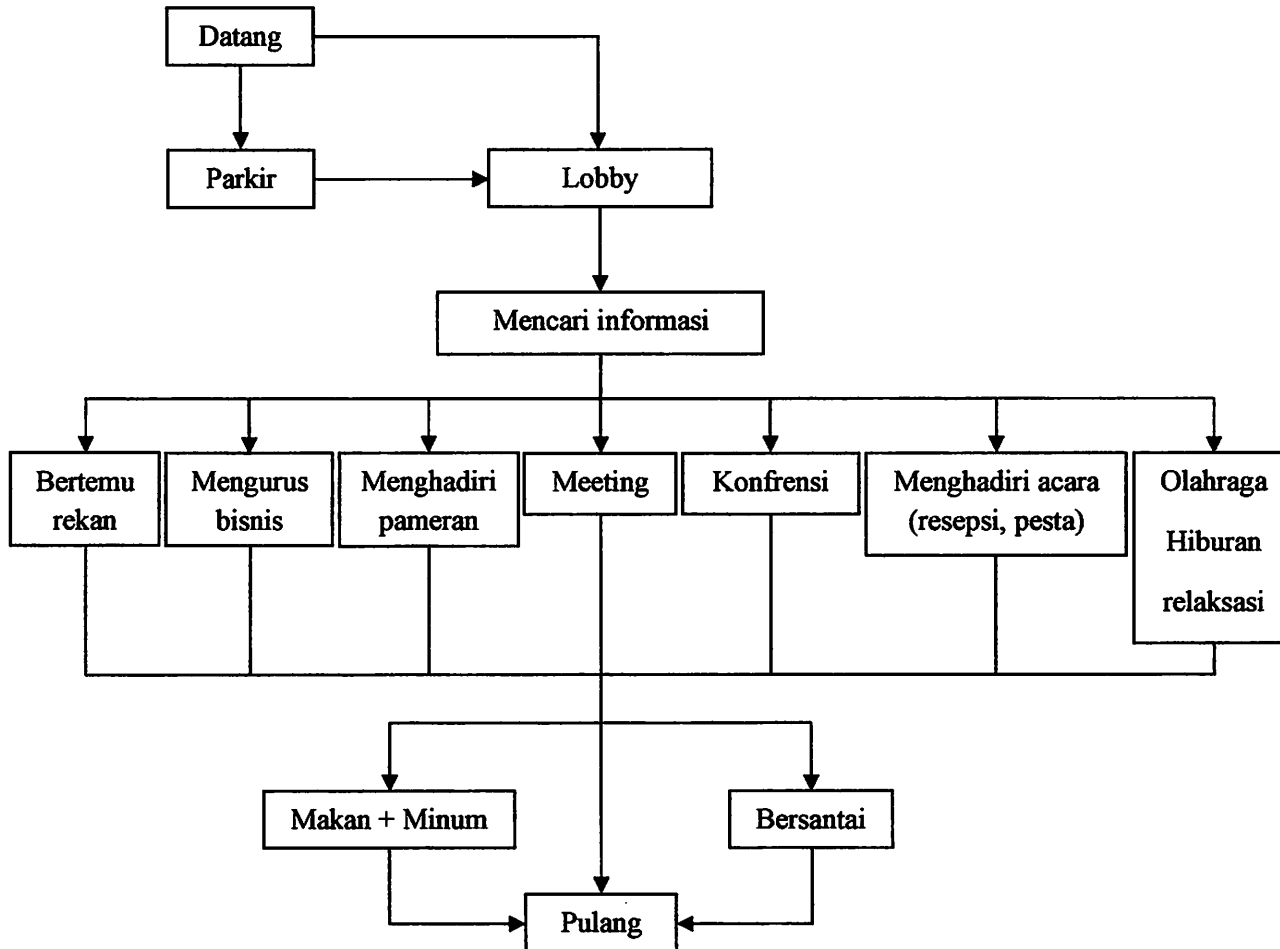 Datang
Parkir
Lobby
Mencari informasi
Bertemu
rekan
Mengurus
bisnis
Menghadiri
pameran
Meeting
Konfrensi
Menghadiri acara
(resepsi, pesta)
Olahraga
Hiburan
relaksasi
Makan + Minum
Bersantai
Pulang